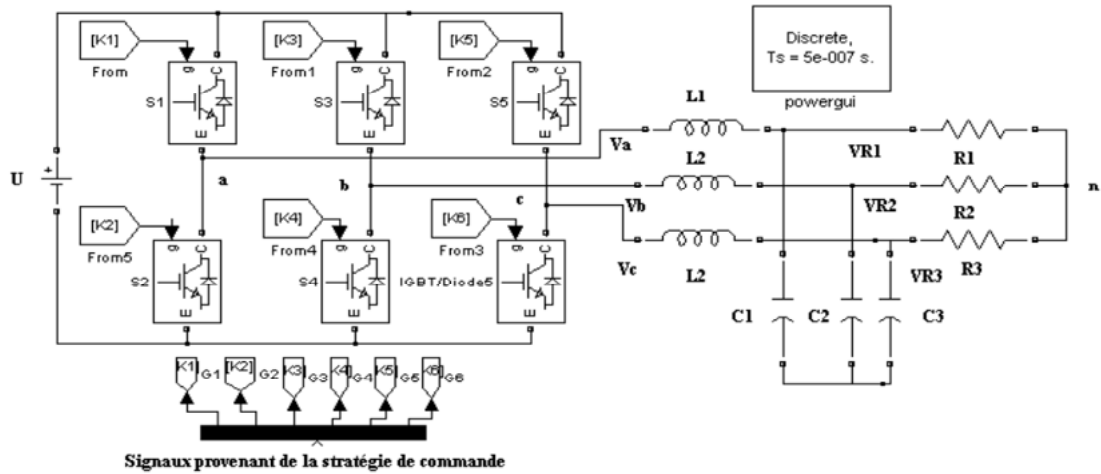 [K1]
From
[K3]
From1
[K5]
From2
g
C
S1
E
g
C
S3
E
g
C
S5
E
Discrete,
Ts = 5e-007 s.
powergui
U
+
a
b
c
Va
Vb
Vc
L1
L2
L2
VR1
VR2
VR3
R1
R2
R3
n
[K2]
From5
[K4]
From4
[K6]
From3
g
C
S2
E
g
C
S4
E
g
C
IGBT/Diode5
E
C1
C2
C3
[K1]
G1
[K2]
G2
[K3]
G3
[K4]
G4
[K5]
G5
[K6]
G6
Signaux provenant de la stratégie de commande